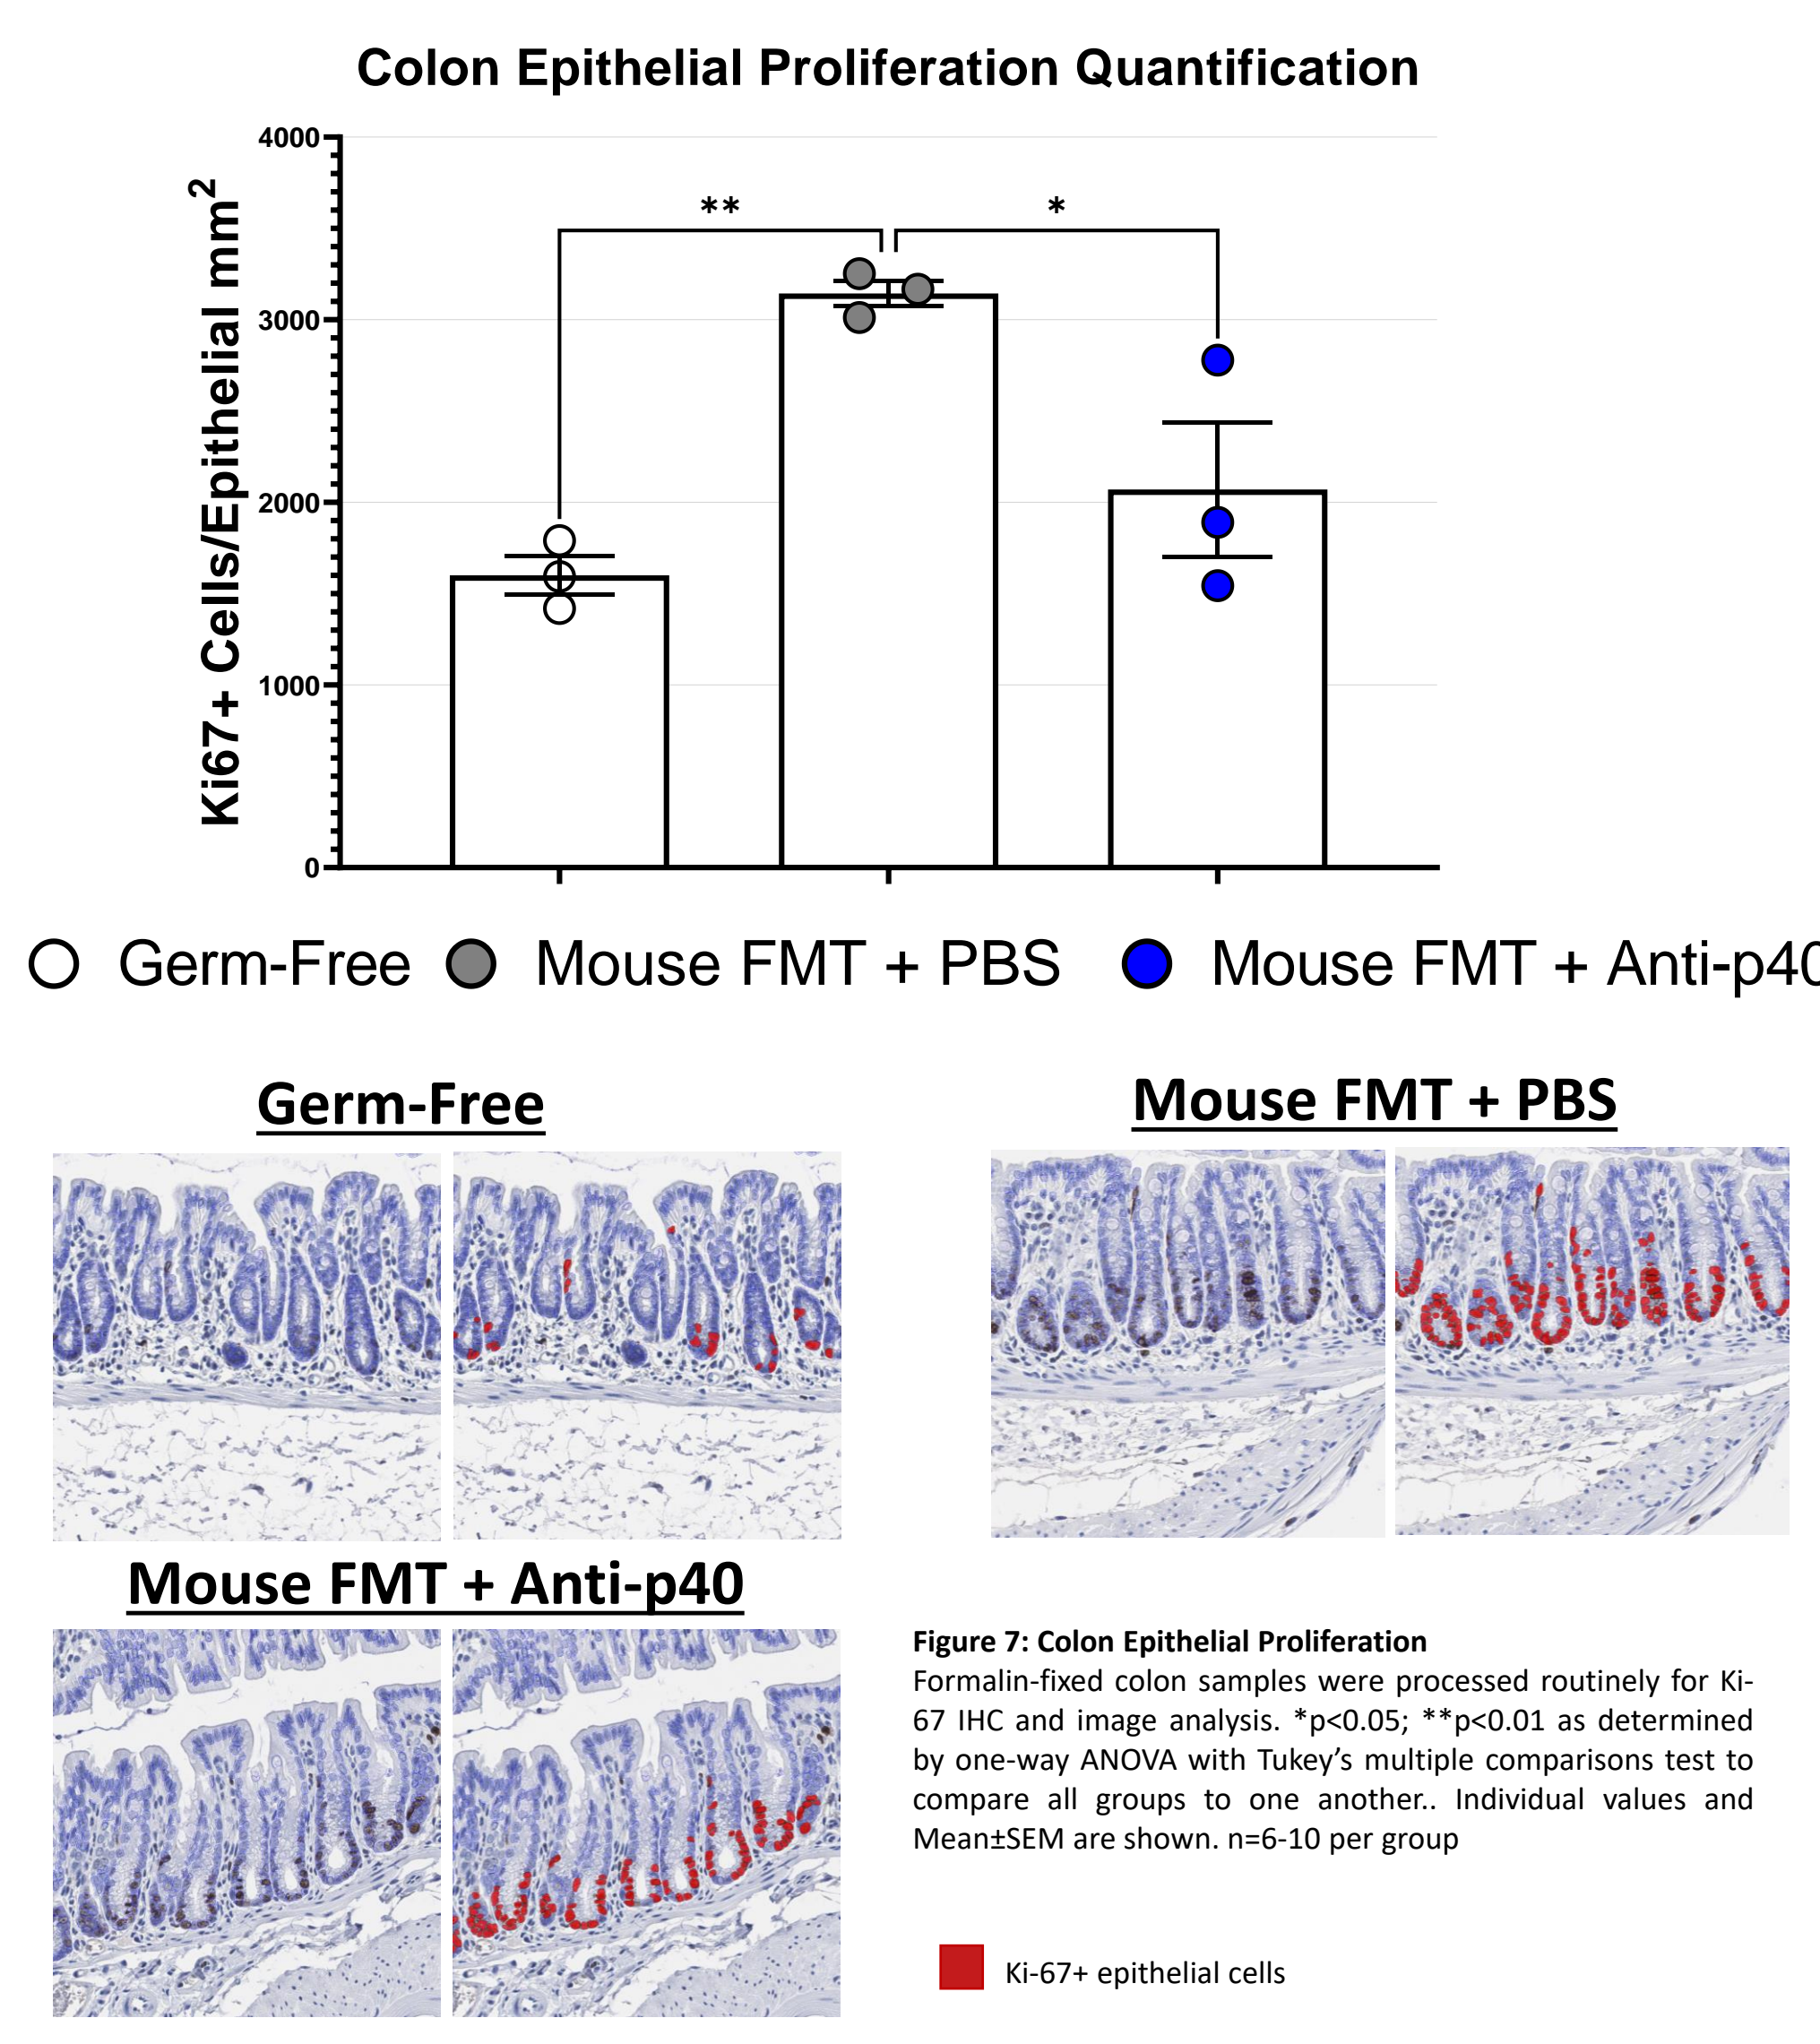 Colon Epithelial Proliferation Quantification
Ki67+ Cells/Epithelial mm²
4000
3000
2000
1000
0
** *
Germ-Free Mouse FMT + PBS Mouse FMT + Anti-p40
Germ-Free
Mouse FMT + PBS
Mouse FMT + Anti-p40
Figure 7: Colon Epithelial Proliferation
Formalin-fixed colon samples were processed routinely for Ki-
67 IHC and image analysis. *p<0.05; **p<0.01 as determined
by one-way ANOVA with Tukey’s multiple comparisons test to
compare all groups to one another.. Individual values and
Mean±SEM are shown. n=6-10 per group
Ki-67+ epithelial cells